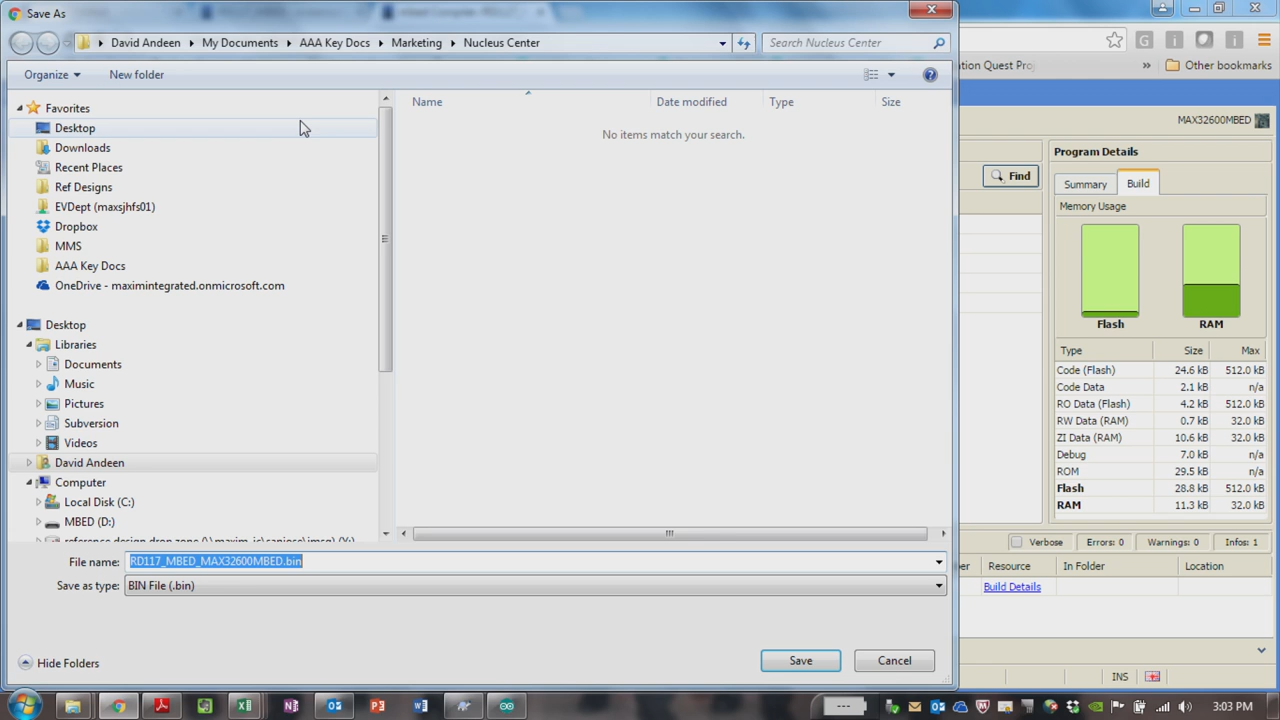 Save As
David Andeen
My Documents
AAA Key Docs
Marketing
Nucleus Center
Search Nucleus Center
Organize
New folder
Name
Date modified
Type
Size
No items match your search.
Favorites
Desktop
Downloads
Recent Places
Ref Designs
EVDept (maxsjhfs01)
Dropbox
MMS
AAA Key Docs
OneDrive - maximintegrated.onmicrosoft.com
Desktop
Libraries
Documents
Music
Pictures
Subversion
Videos
David Andeen
Computer
Local Disk (C:)
MBED (D:)
File name: RD117_MBED_MAX32600MBED.bin
Save as type: BIN File (.bin)
Hide Folders
Save
Cancel
Other bookmarks
MAX32600MBED
Find
Program Details
Summary
Build
Memory Usage
Flash
RAM
Type Size Max
Code (Flash) 24.6 kB 512.0 kB
Code Data 2.1 kB n/a
RO Data (Flash) 4.2 kB 512.0 kB
RW Data (RAM) 0.7 kB 32.0 kB
ZI Data (RAM) 10.6 kB 32.0 kB
Debug 7.0 kB n/a
ROM 29.5 kB n/a
Flash 28.8 kB 512.0 kB
RAM 11.3 kB 32.0 kB
Verbose
Errors: 0
Warnings: 0
Infos: 1
Resource
In Folder
Location
Build Details
INS
3:03 PM